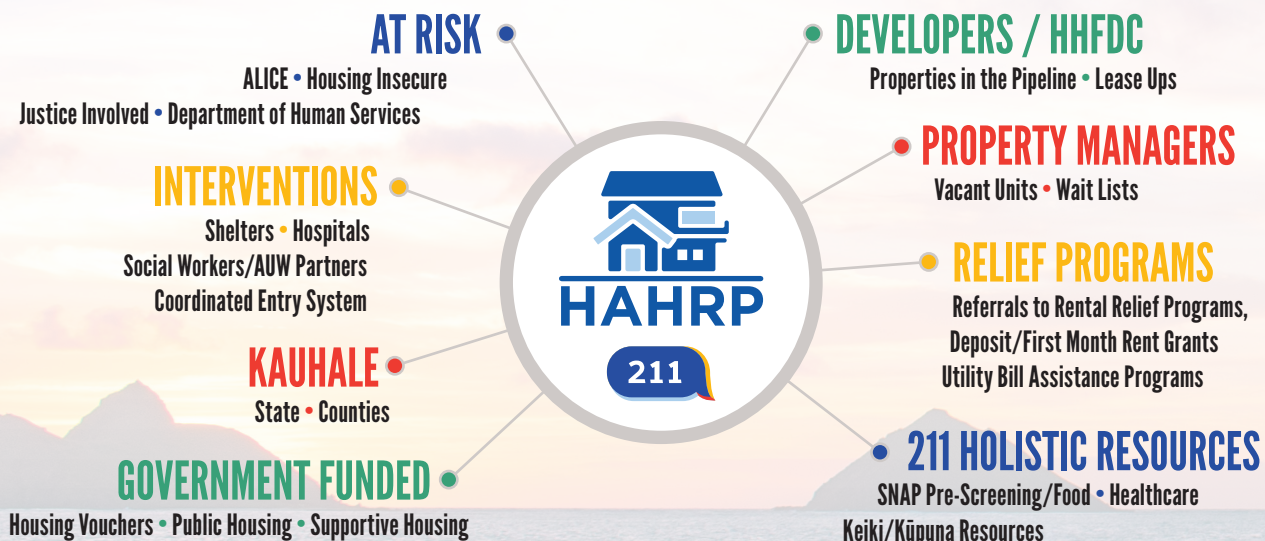 AT RISK
ALICE • Housing Insecure
Justice Involved • Department of Human Services
INTERVENTIONS
Shelters • Hospitals
Social Workers/AUW Partners
Coordinated Entry System
KAUHALE
State • Counties
GOVERNMENT FUNDED
Housing Vouchers • Public Housing • Supportive Housing
HAHRP
211
DEVELOPERS / HHFDC
Properties in the Pipeline • Lease Ups
PROPERTY MANAGERS
Vacant Units • Wait Lists
RELIEF PROGRAMS
Referrals to Rental Relief Programs,
Deposit/First Month Rent Grants
Utility Bill Assistance Programs
211 HOLISTIC RESOURCES
SNAP Pre-Screening/Food • Healthcare
Keiki/Kūpuna Resources